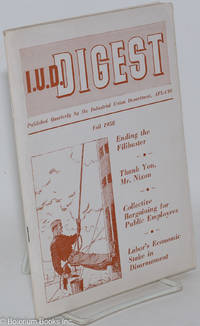 I.U.D. DIGEST
Published Quarterly by the Industrial Union Department, AFL-CIO
Fall 1958
Ending the
Filibuster
Thank You,
Mr. Nixon
Collective
Bargaining for
Public Employees
Labor's Economic
Stake in
Disarmament
© Bolerium Books Inc.